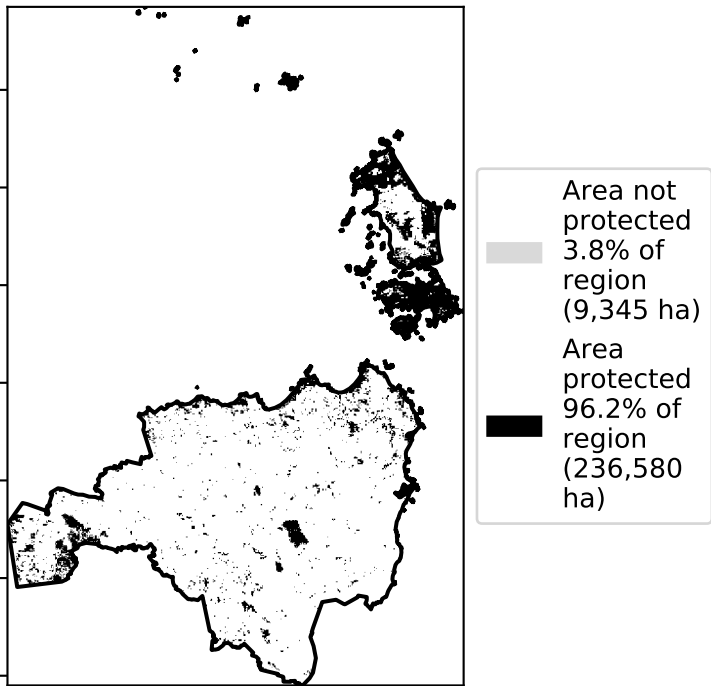 Area not
protected
3.8% of
region
(9,345 ha)
Area
protected
96.2% of
region
(236,580
ha)